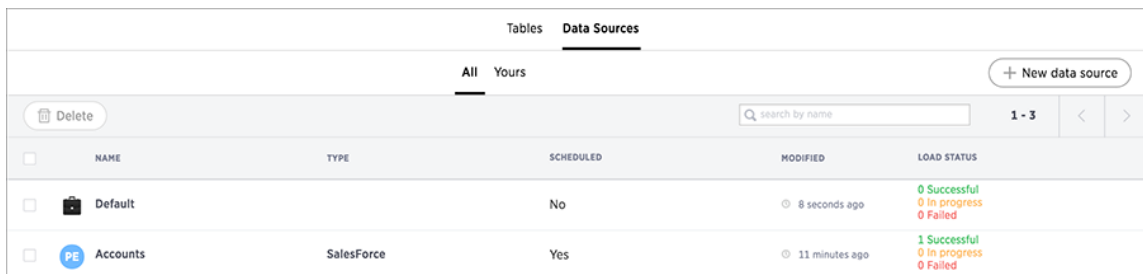 Tables Data Sources
All Yours
+ New data source
Delete
search by name
1 - 3
NAME TYPE SCHEDULED MODIFIED LOAD STATUS
Default No 8 seconds ago
0 Successful
0 In progress
0 Failed
PE Accounts SalesForce Yes 11 minutes ago
1 Successful
0 In progress
0 Failed